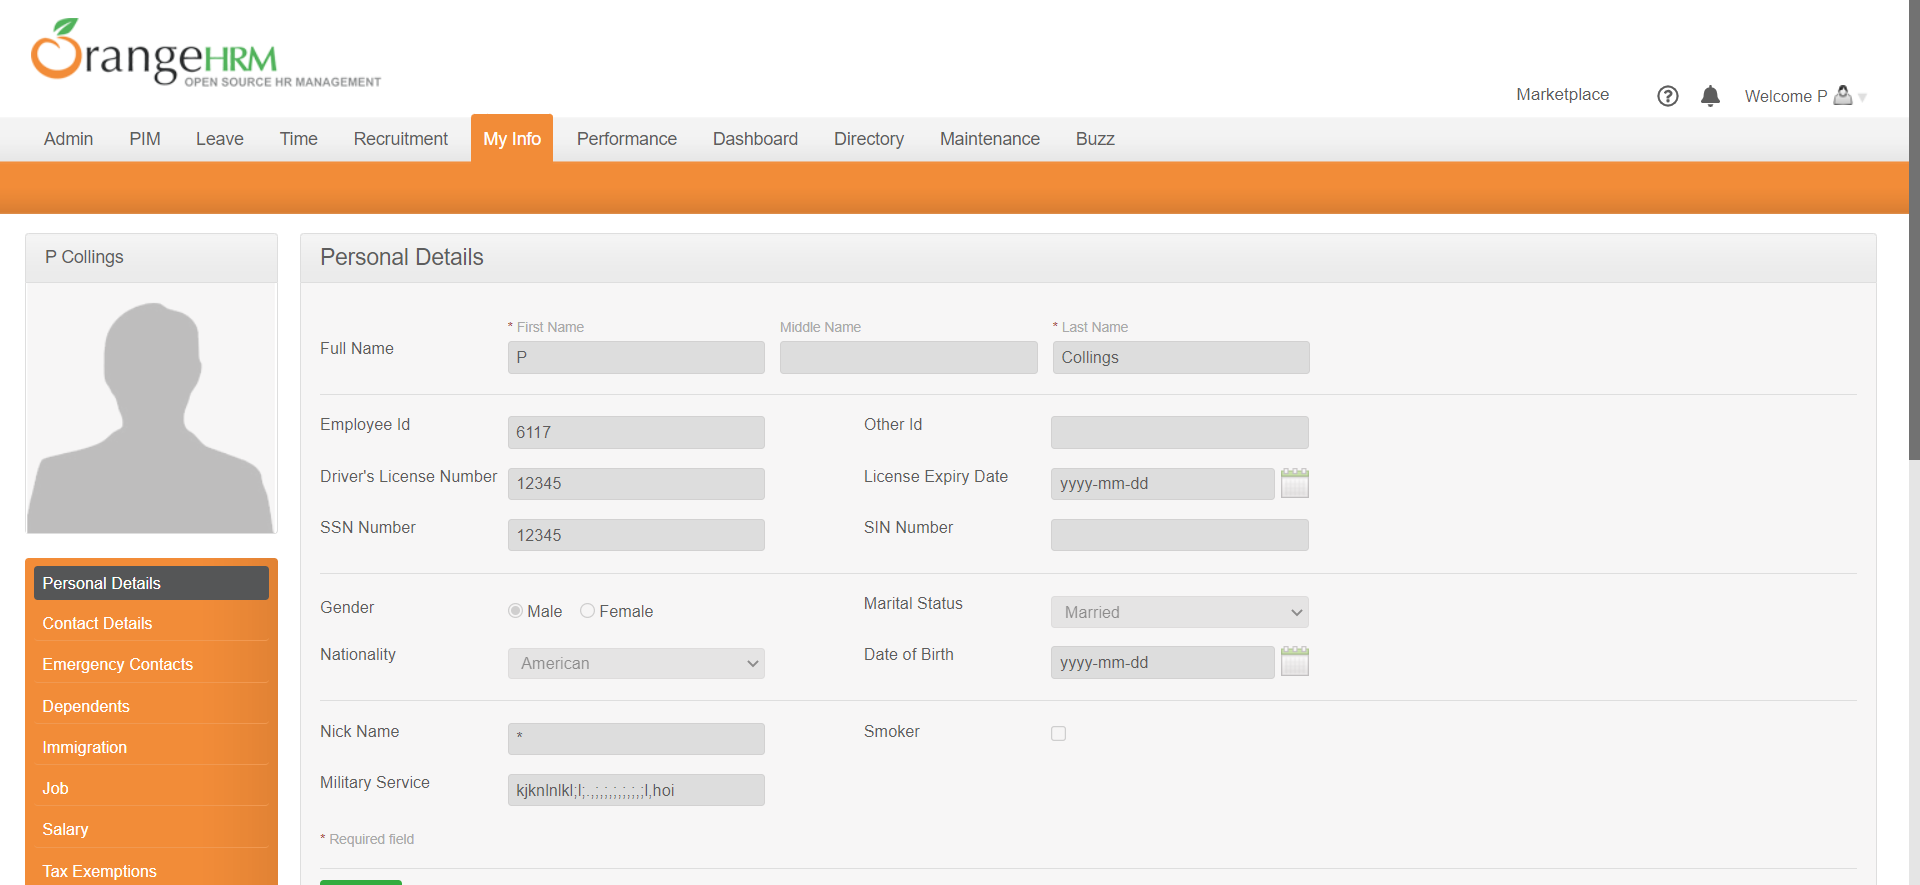 OrangeHRM
OPEN SOURCE HR MANAGEMENT
Marketplace
Welcome P
Admin PIM Leave Time Recruitment My Info Performance Dashboard Directory Maintenance Buzz
P Collings
Personal Details
Contact Details
Emergency Contacts
Dependents
Immigration
Job
Salary
Tax Exemptions
Personal Details
* First Name Middle Name * Last Name
Full Name P Collings
Employee Id 6117 Other Id
Driver's License Number 12345 License Expiry Date yyyy-mm-dd
SSN Number 12345 SIN Number
Gender Male Female Marital Status Married
Nationality American Date of Birth yyyy-mm-dd
Nick Name * Smoker
Military Service
* Required field